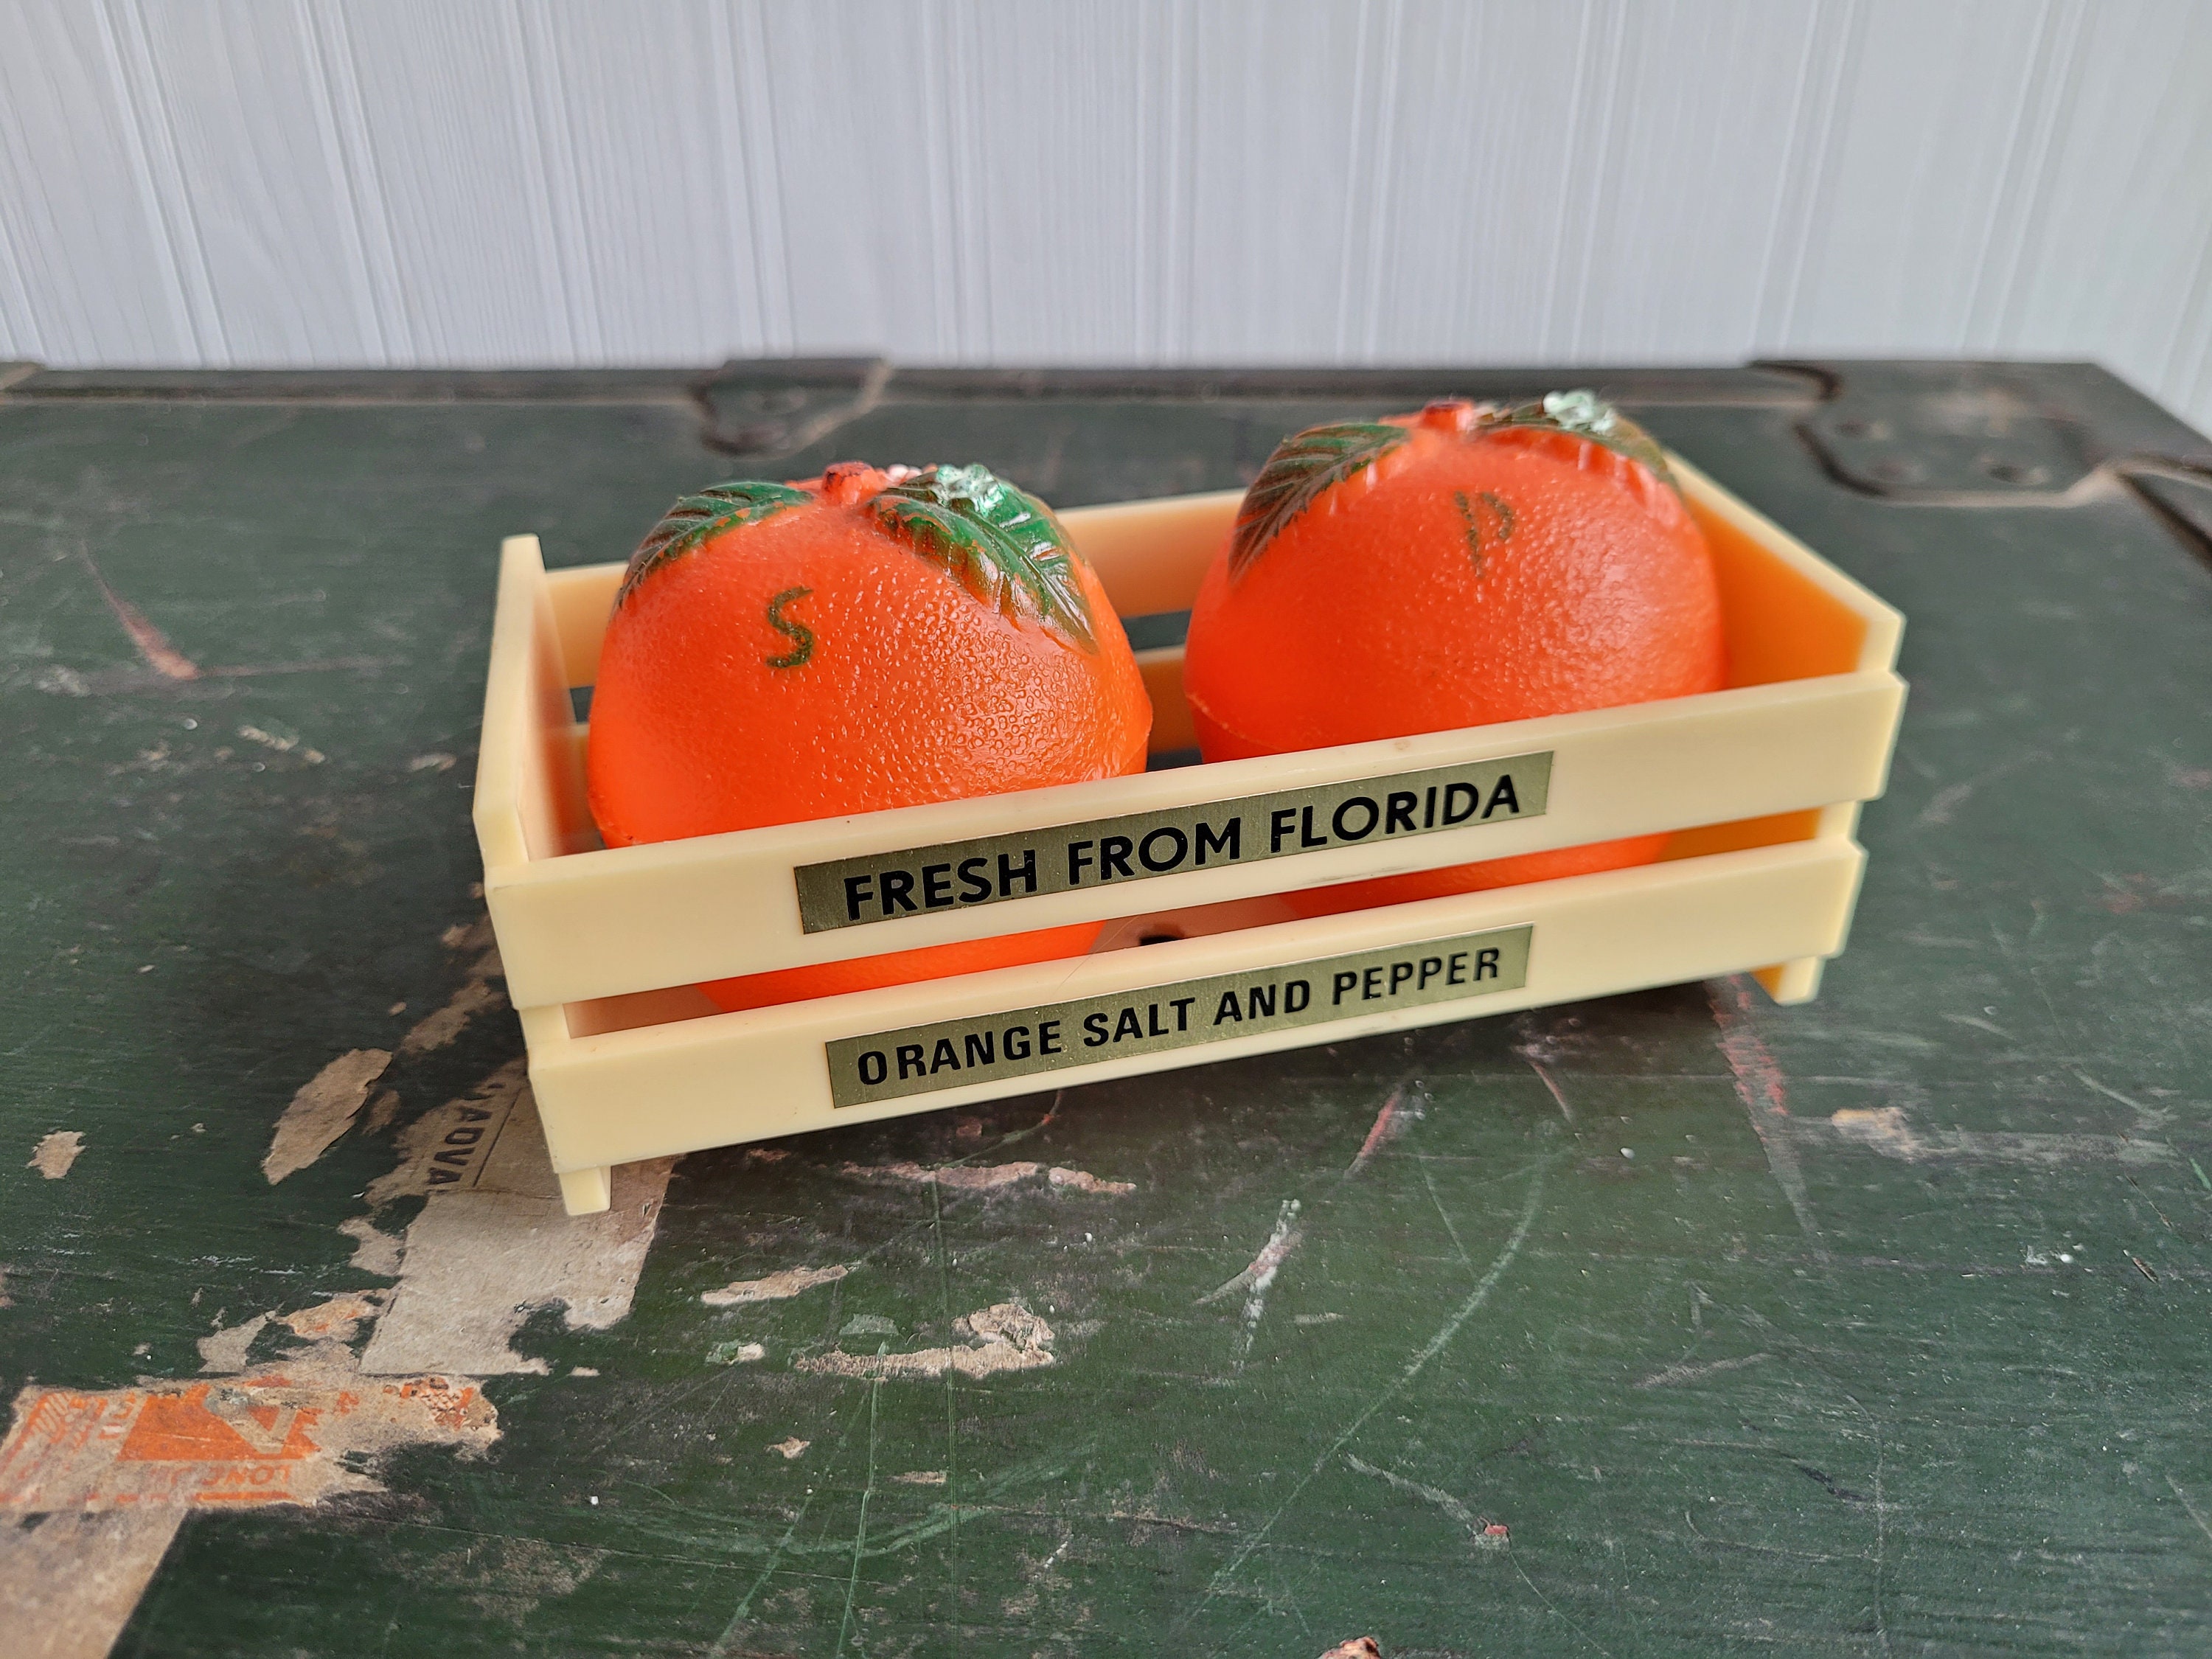 S
P
FRESH FROM FLORIDA
ORANGE SALT AND PEPPER